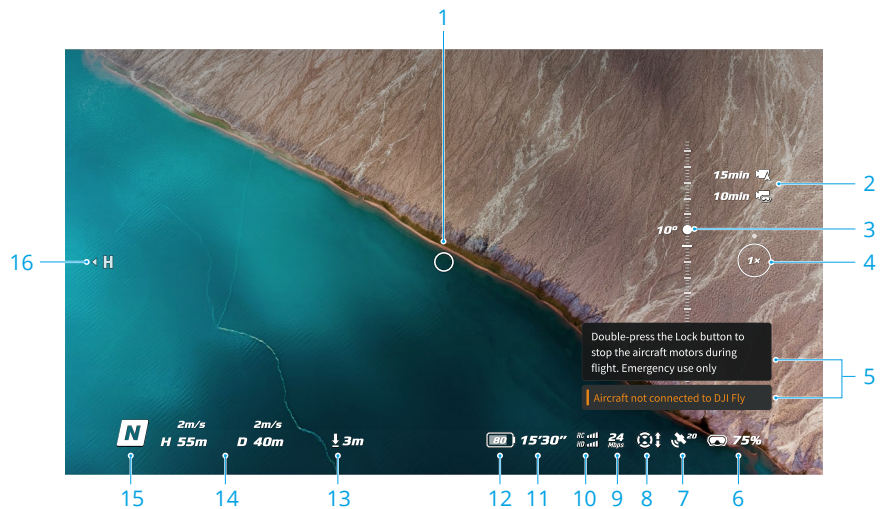 1
15min
2
10min
10°
3
16
H
1×
4
Double-press the Lock button to
stop the aircraft motors during
flight. Emergency use only
5
Aircraft not connected to DJI Fly
N
2m/s
H 55m
2m/s
D 40m
3m
80
15'30"
RC
HD
24
Mbps
20
75%
15
14
13
12
11
10
9
8
7
6